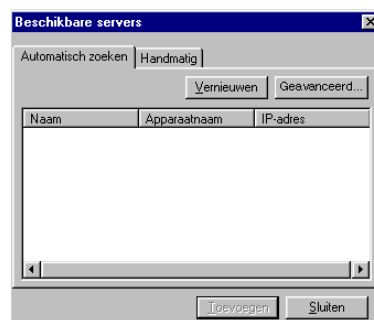 Beschikbare servers
Automatisch zoeken Handmatig
Vernieuwen Geavanceerd...
Naam Apparaatnaam IP-adres
Toevoegen Sluiten